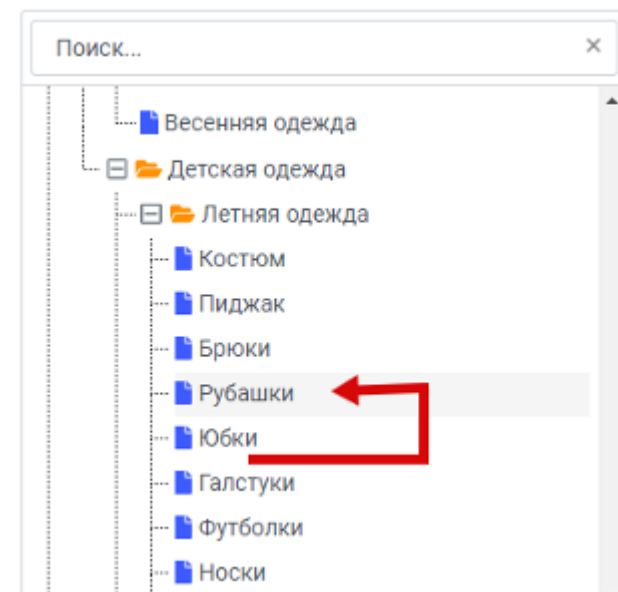 Поиск...
Весенняя одежда
Детская одежда
Летняя одежда
Костюм
Пиджак
Брюки
Рубашки
Юбки
Галстуки
Футболки
Носки